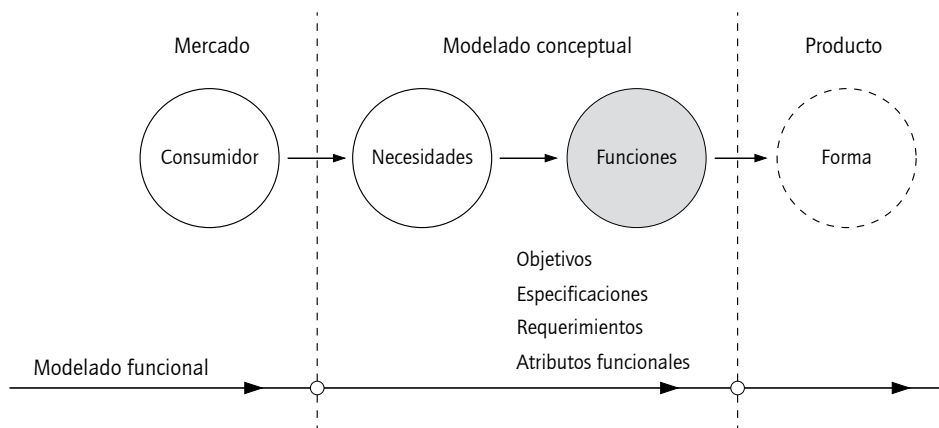 Mercado
Modelado conceptual
Producto
Consumidor
Necesidades
Funciones
Forma
Objetivos
Especificaciones
Requerimientos
Atributos funcionales
Modelado funcional